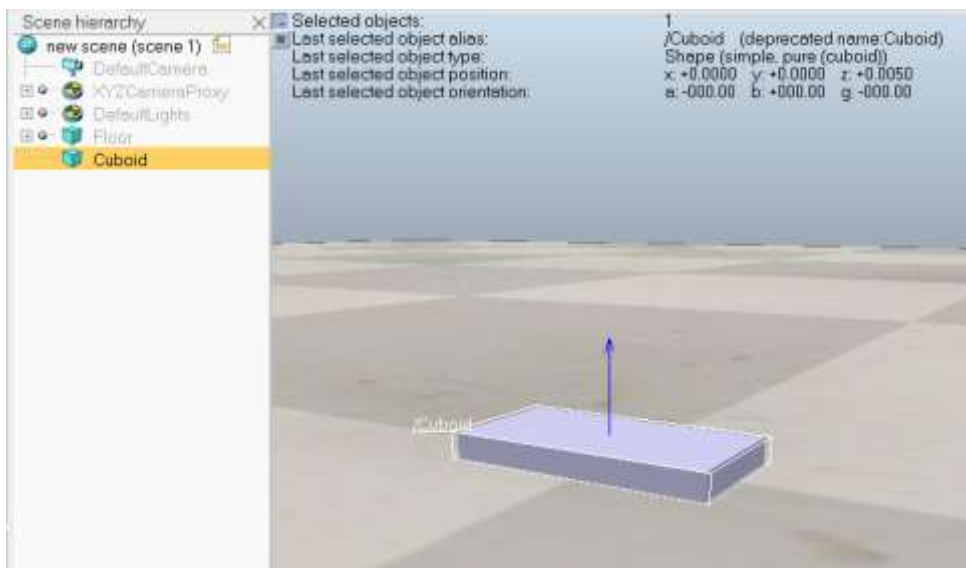 Scene hierarchy
new scene (scene 1)
DefaultCamera
XYZCameraProxy
DefaultLights
Floor
Cuboid
Selected objects: 1
Last selected object alias: /Cuboid (deprecated name:Cuboid)
Last selected object type: Shape (simple, pure (cuboid))
Last selected object position: x: +0.0000 y: +0.0000 z: +0.0050
Last selected object orientation: a: -000.00 b: +000.00 g: -000.00
/Cuboid